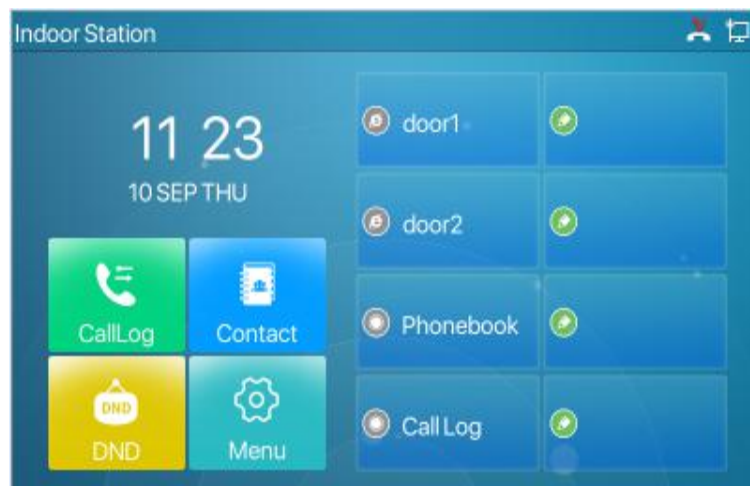 Indoor Station
11 23
10 SEP THU
CallLog
Contact
DND
DND
Menu
door1
door2
Phonebook
Call Log